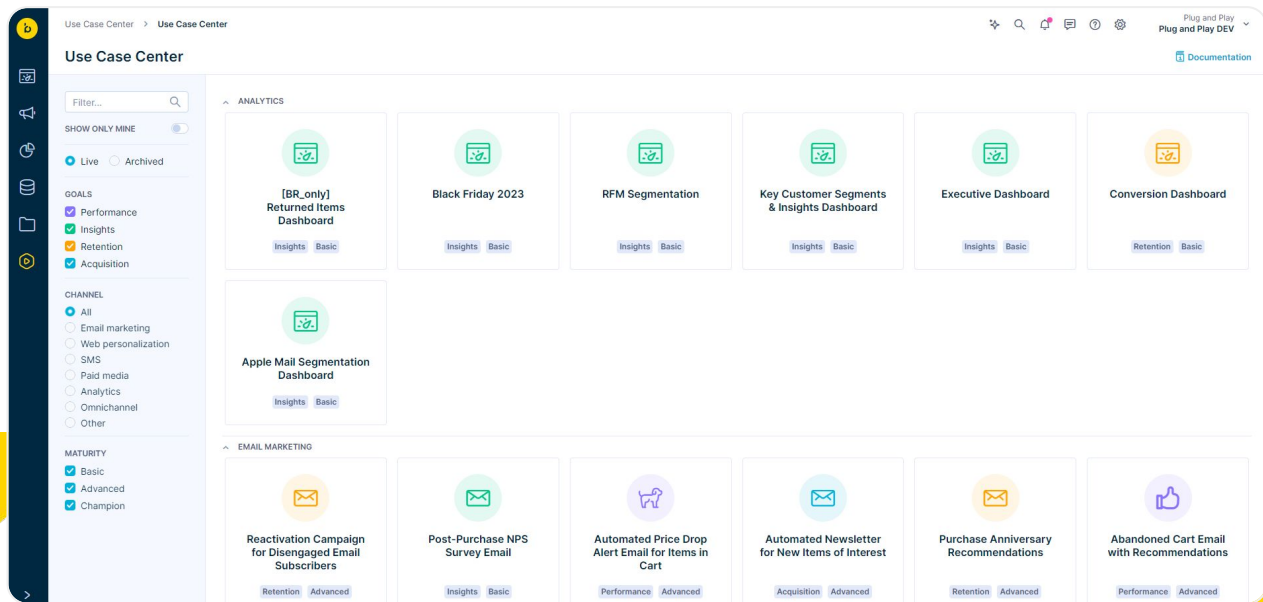 Use Case Center > Use Case Center
Plug and Play
Plug and Play DEV
Use Case Center
Documentation
Filter...
SHOW ONLY MINE
Live Archived
GOALS
Performance
Insights
Retention
Acquisition
CHANNEL
All
Email marketing
Web personalization
SMS
Paid media
Analytics
Omnichannel
Other
MATURITY
Basic
Advanced
Champion
ANALYTICS
[BR_only]
Returned Items
Dashboard
Insights Basic
Black Friday 2023
Insights Basic
RFM Segmentation
Insights Basic
Key Customer Segments
& Insights Dashboard
Insights Basic
Executive Dashboard
Insights Basic
Conversion Dashboard
Retention Basic
Apple Mail Segmentation
Dashboard
Insights Basic
EMAIL MARKETING
Reactivation Campaign
for Disengaged Email
Subscribers
Retention Advanced
Post-Purchase NPS
Survey Email
Insights Basic
Automated Price Drop
Alert Email for Items in
Cart
Performance Advanced
Automated Newsletter
for New Items of Interest
Acquisition Advanced
Purchase Anniversary
Recommendations
Retention Advanced
Abandoned Cart Email
with Recommendations
Performance Advanced